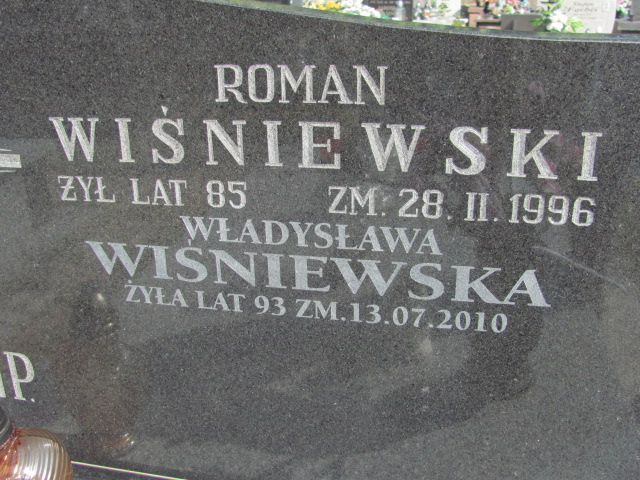 ROMAN
WIŚNIEWSKI
ŻYŁ LAT 85 ZM. 28. II. 1996
WŁADYSŁAWA
WIŚNIEWSKA
ŻYŁA LAT 93 ZM.13.07.2010
P.